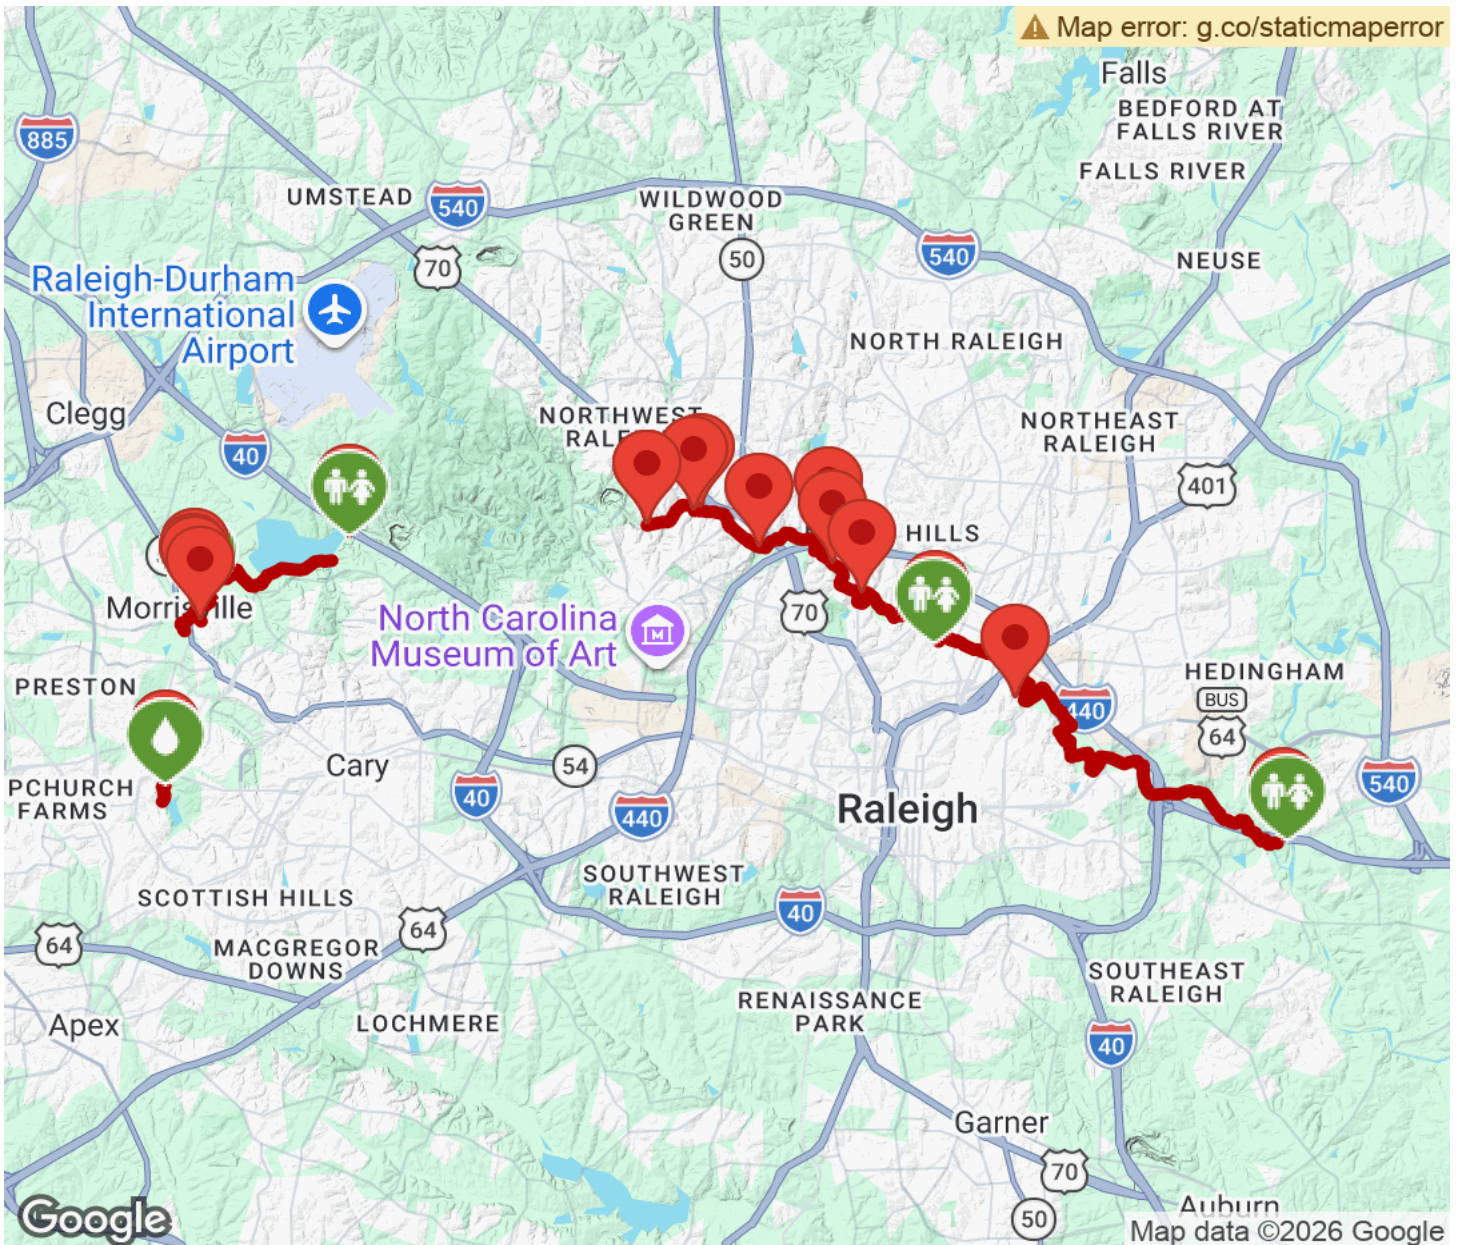 Map error: g.co/staticmaperror
Falls
BEDFORD AT
FALLS RIVER
885
FALLS RIVER
UMSTEAD
540
WILDWOOD
GREEN
70
50
540
NEUSE
Raleigh-Durham
International
Airport
NORTH RALEIGH
Clegg
NORTHWEST
NORTHEAST
RALEIGH
40
401
HILLS
Morrisville
70
North Carolina
Museum of Art
PRESTON
HEDINGHAM
BUS
64
440
Cary
54
PCHURCH
FARMS
40
440
540
Raleigh
SOUTHWEST
RALEIGH
SCOTTISH HILLS
40
64
64
MACGREGOR
DOWNS
SOUTHEAST
RALEIGH
RENAISSANCE
PARK
Apex
LOCHMERE
40
Garner
70
50
Auburn
Google
Map data ©2026 Google